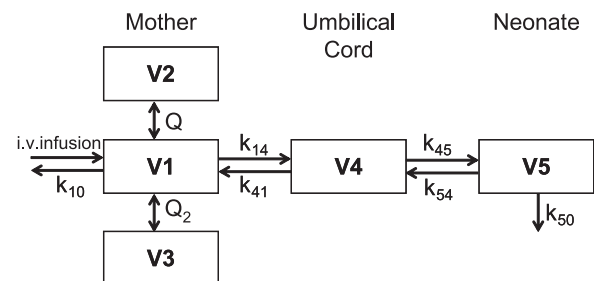 Mother
Umbilical
Cord
Neonate
V2
Q
i.v.infusion
k10
V1
k14
k41
V4
k45
k54
V5
k50
Q2
V3